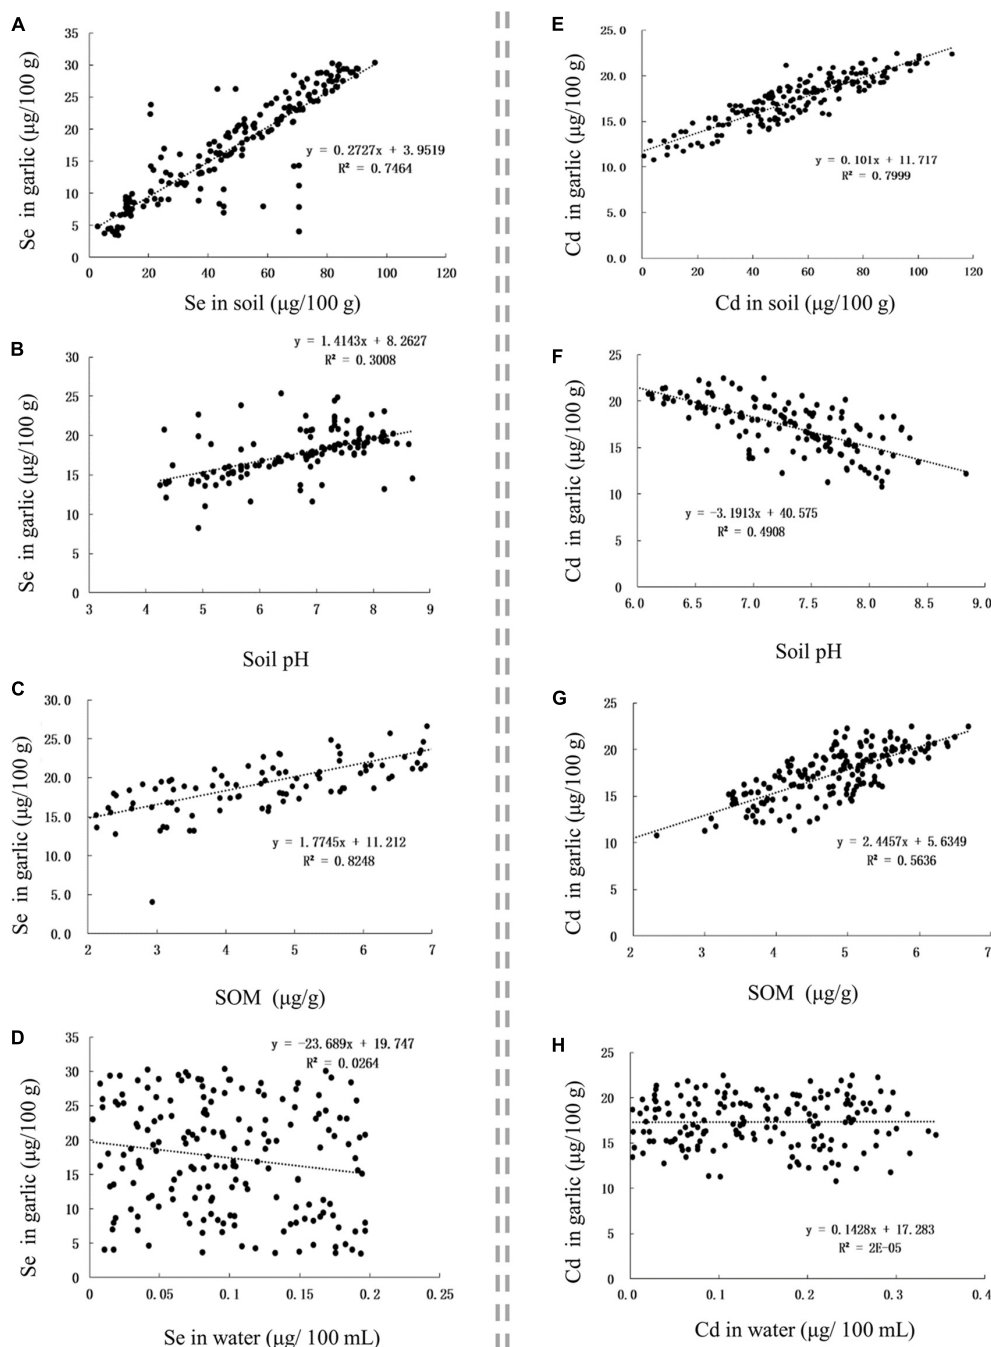 A
Se in garlic (µg/100 g)
35
30
25
20
15
10
5
0
y = 0.2727x + 3.9519
R² = 0.7464
0 20 40 60 80 100 120
Se in soil (µg/100 g)
B
Se in garlic (µg/100 g)
y = 1.4143x + 8.2627
R² = 0.3008
30
25
20
15
10
5
0
3 4 5 6 7 8 9
Soil pH
C
Se in garlic (µg/100 g)
30.0
25.0
20.0
15.0
10.0
5.0
0.0
y = 1.7745x + 11.212
R² = 0.8248
2 3 4 5 6 7
SOM (µg/g)
D
Se in garlic (µg/100 g)
35
30
25
20
15
10
5
0
y = -23.689x + 19.747
R² = 0.0264
0 0.05 0.1 0.15 0.2 0.25
Se in water (µg/ 100 mL)
E
Cd in garlic (µg/100 g)
25.0
20.0
15.0
10.0
5.0
0.0
y = 0.101x + 11.717
R² = 0.7999
0 20 40 60 80 100 120
Cd in soil (µg/100 g)
F
Cd in garlic (µg/100 g)
25
20
15
10
5
0
y = -3.1913x + 40.575
R² = 0.4908
6.0 6.5 7.0 7.5 8.0 8.5 9.0
Soil pH
G
Cd in garlic (µg/100 g)
25
20
15
10
5
0
y = 2.4457x + 5.6349
R² = 0.5636
2 3 4 5 6 7
SOM (µg/g)
H
Cd in garlic (µg/100 g)
25
20
15
10
5
0
y = 0.1428x + 17.283
R² = 2E-05
0.0 0.1 0.2 0.3 0.4
Cd in water (µg/ 100 mL)